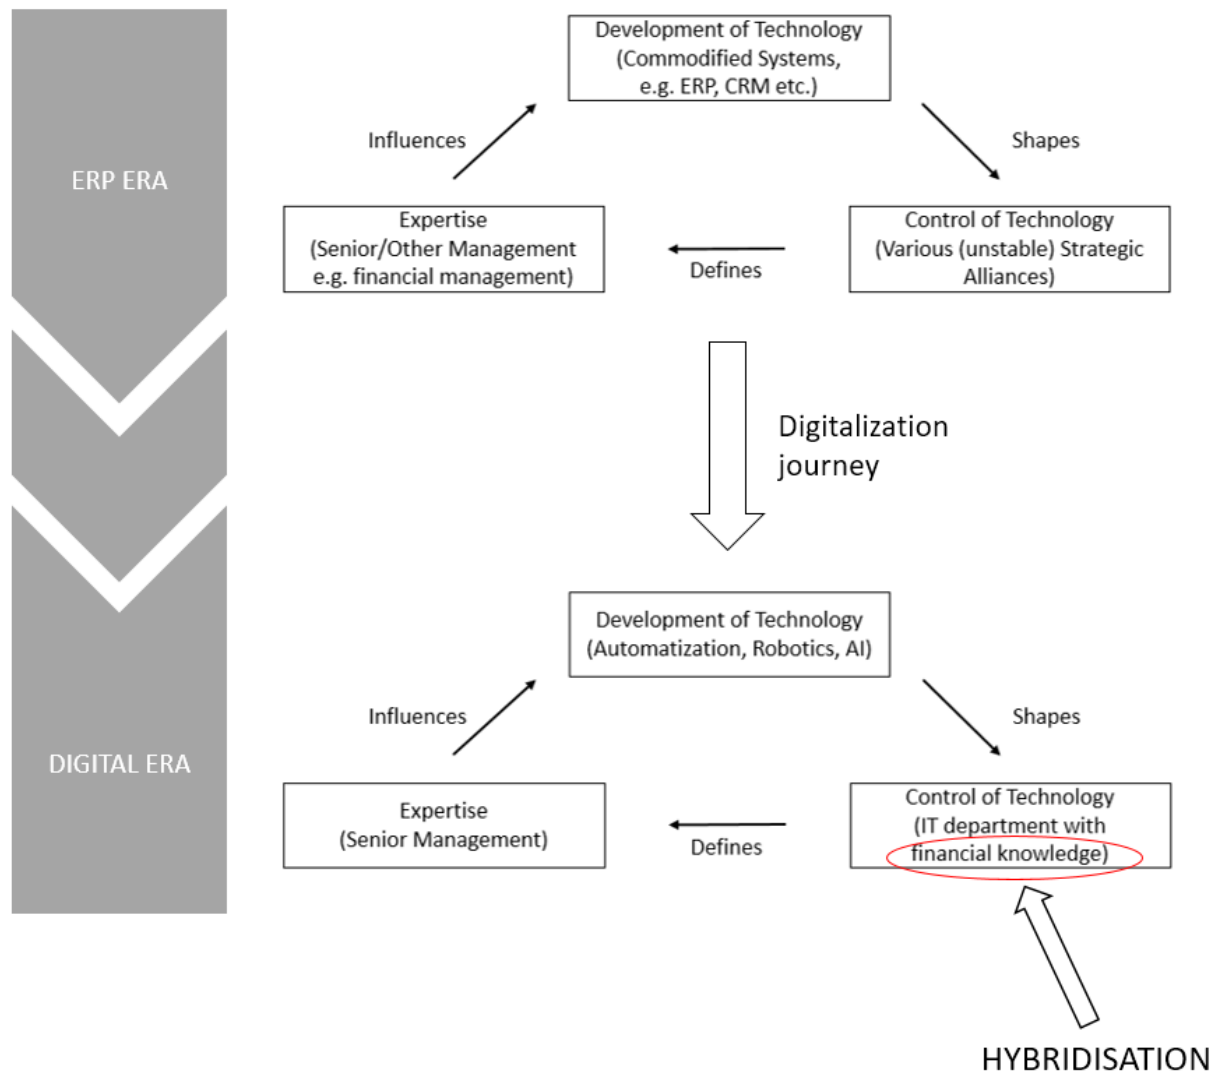 Development of Technology
(Commodified Systems,
e.g. ERP, CRM etc.)
Influences
Shapes
ERP ERA
Expertise
(Senior/Other Management
e.g. financial management)
Defines
Control of Technology
(Various (unstable) Strategic
Alliances)
Digitalization
journey
Development of Technology
(Automatization, Robotics, AI)
Influences
Shapes
DIGITAL ERA
Expertise
(Senior Management)
Defines
Control of Technology
(IT department with
financial knowledge)
HYBRIDISATION